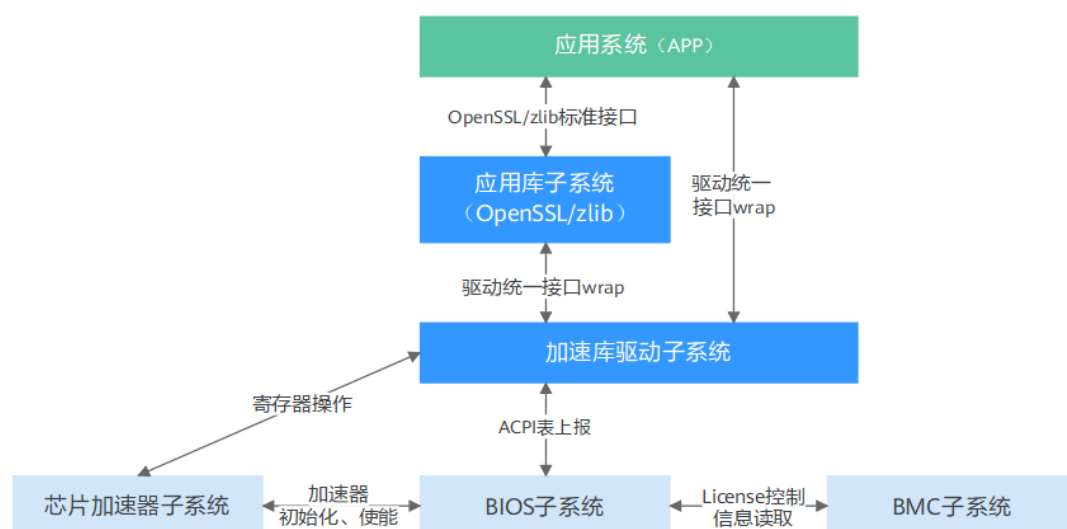 应用系统（APP）
OpenSSL/zlib标准接口
应用库子系统
（OpenSSL/zlib）
驱动统一
接口wrap
驱动统一接口wrap
加速库驱动子系统
寄存器操作
ACPI表上报
芯片加速器子系统
加速器
初始化、使能
BIOS子系统
License控制
信息读取
BMC子系统